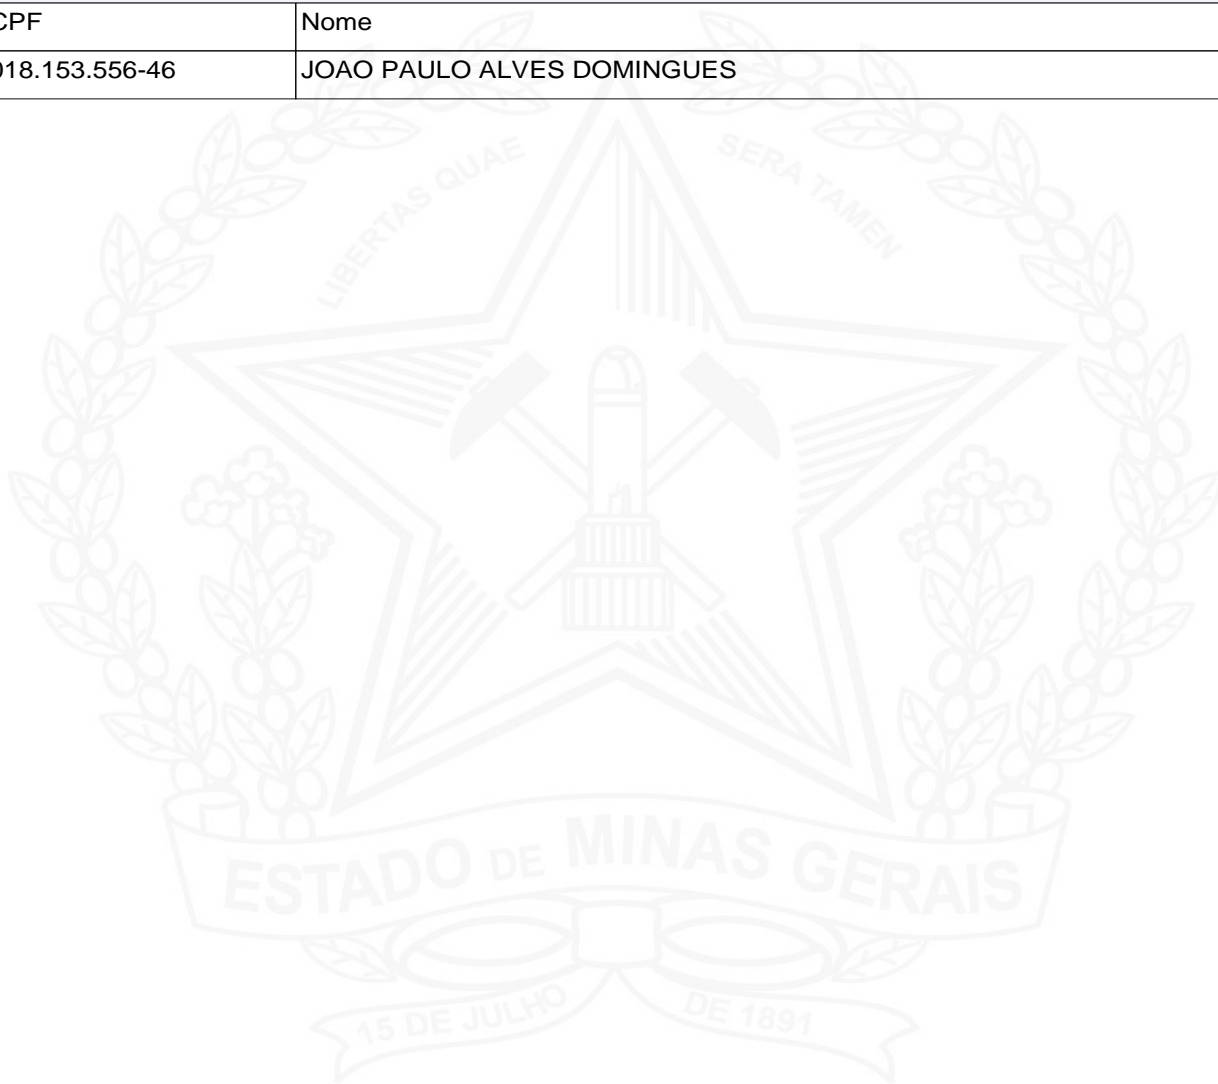 CPF Nome
018.153.556-46 JOAO PAULO ALVES DOMINGUES
LIBERTAS QUAE SERA TAMEN
ESTADO DE MINAS GERAIS
15 DE JULHO DE 1891